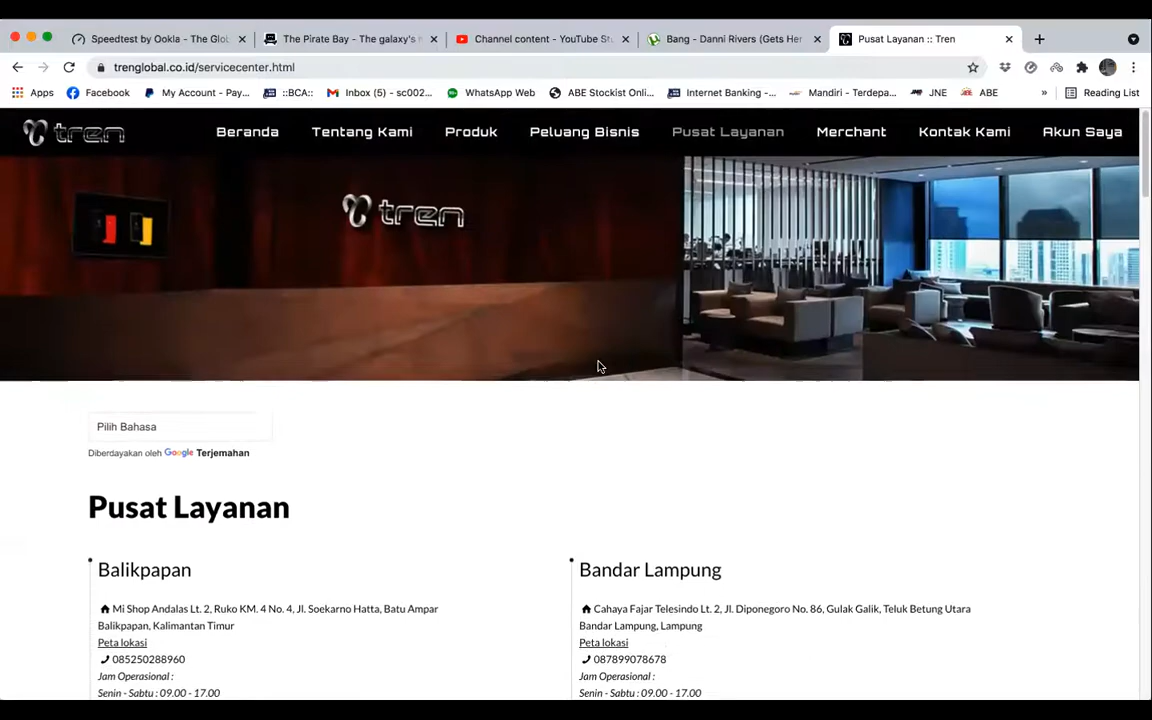 Speedtest by Ookla - The Glo
The Pirate Bay - The galaxy's
Channel content - YouTube St
Bang - Danni Rivers (Gets Her
Pusat Layanan :: Tren
trenglobal.co.id/servicecenter.html
Apps
Facebook
My Account - Pay...
::BCA::
Inbox (5) - sc002...
WhatsApp Web
ABE Stockist Onli...
Internet Banking -...
Mandiri - Terdepa...
JNE
ABE
»
Reading List
tren
Beranda
Tentang Kami
Produk
Peluang Bisnis
Pusat Layanan
Merchant
Kontak Kami
Akun Saya
tren
Pilih Bahasa
Diberdayakan oleh Google Terjemahan
Pusat Layanan
Balikpapan
Mi Shop Andalas Lt. 2, Ruko KM. 4 No. 4, Jl. Soekarno Hatta, Batu Ampar
Balikpapan, Kalimantan Timur
Peta lokasi
085250288960
Jam Operasional :
Senin - Sabtu : 09.00 - 17.00
Bandar Lampung
Cahaya Fajar Telesindo Lt. 2, Jl. Diponegoro No. 86, Gulak Galik, Teluk Betung Utara
Bandar Lampung, Lampung
Peta lokasi
087899078678
Jam Operasional :
Senin - Sabtu : 09.00 - 17.00